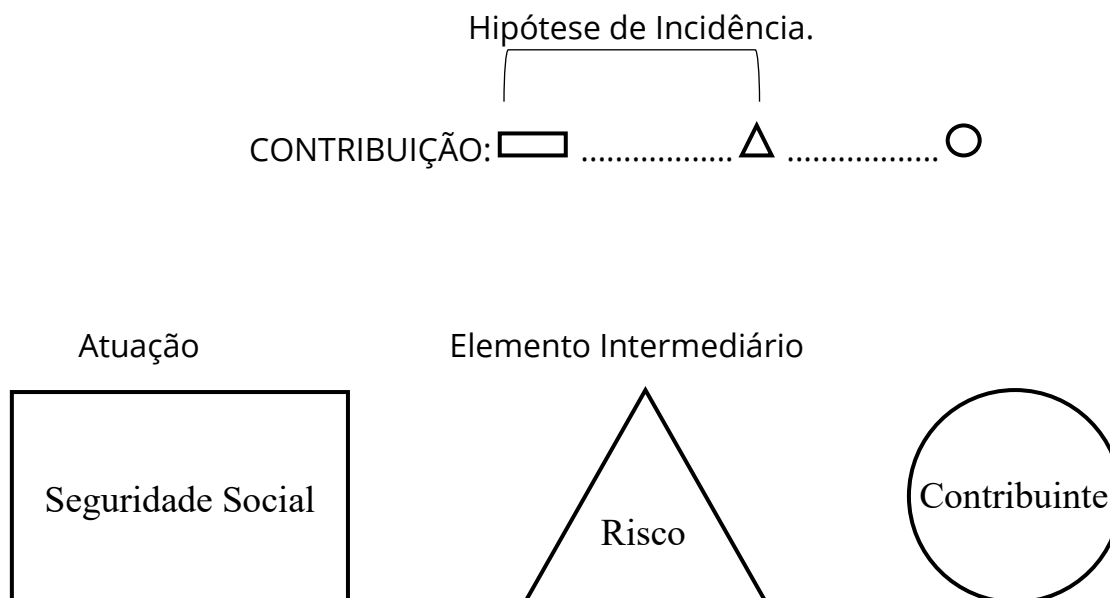 Hipótese de Incidência.
CONTRIBUIÇÃO: .................. ..................
Atuação Elemento Intermediário
Seguridade Social Risco Contribuinte